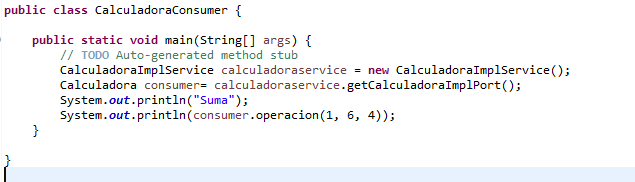 public class CalculadoraConsumer {
public static void main(String[] args) {
// TODO Auto-generated method stub
CalculadoraImplService calculadoraservice = new CalculadoraImplService();
Calculadora consumer= calculadoraservice.getCalculadoraImplPort();
System.out.println("Suma");
System.out.println(consumer.operacion(1, 6, 4));
}
}